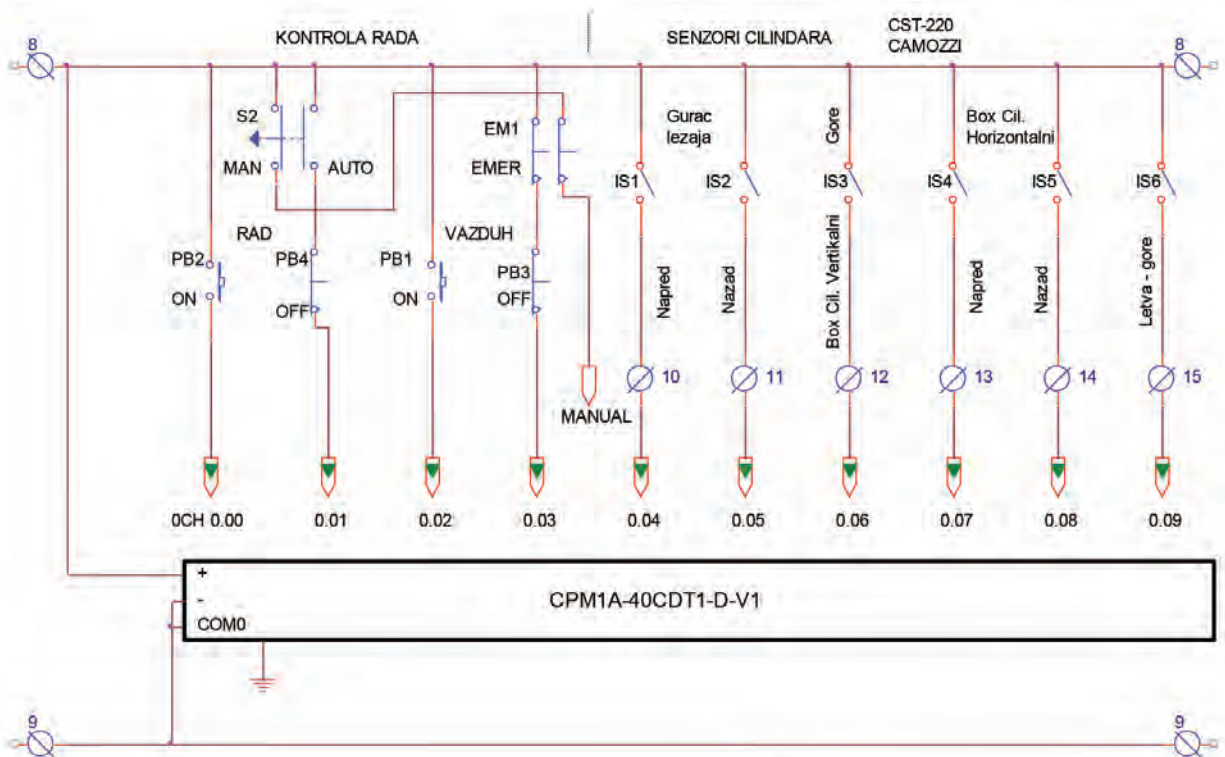 KONTROLA RADA
SENZORI CILINDARA
CST-220
CAMOZZI
8
8
S2
MAN
AUTO
EM1
EMER
Gurac
lezaja
Gore
Box Cil.
Horizontalni
IS1
IS2
IS3
IS4
IS5
IS6
RAD
VAZDUH
PB2
ON
PB4
OFF
PB1
ON
PB3
OFF
Napred
Nazad
Box Cil. Vertikalni
Napred
Nazad
Letva - gore
10
11
12
13
14
15
MANUAL
0CH 0.00
0.01
0.02
0.03
0.04
0.05
0.06
0.07
0.08
0.09
+
-
COM0
CPM1A-40CDT1-D-V1
9
9